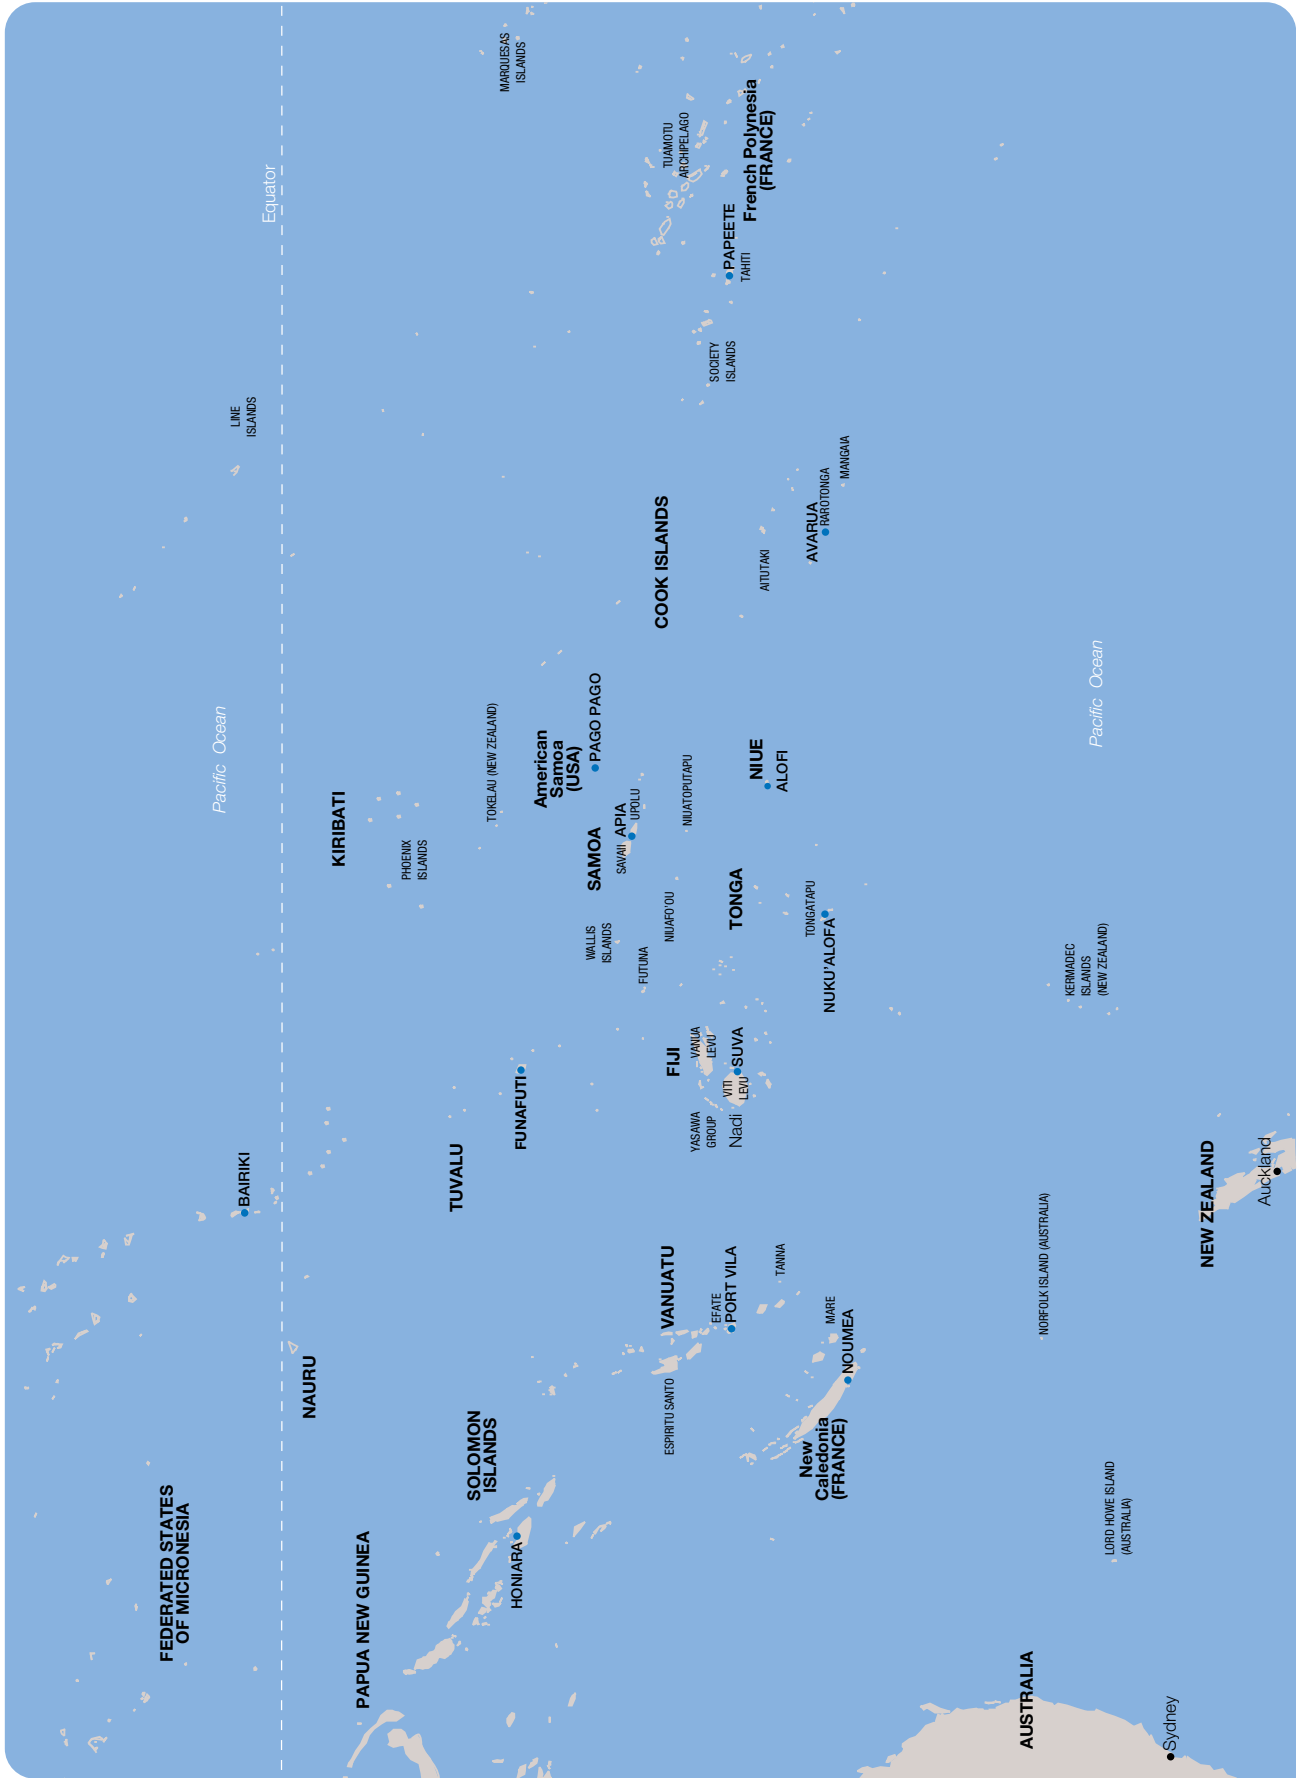 FEDERATED STATES
OF MICRONESIA
BAIRIKI
Pacific Ocean
LINE
ISLANDS
Equator
NAURU
KIRIBATI
PAPUA NEW GUINEA
PHOENIX
ISLANDS
TUVALU
SOLOMON
ISLANDS
TOKELAU (NEW ZEALAND)
MARQUESAS
ISLANDS
HONIARA
FUNAFUTI
American
Samoa
(USA)
PAGO PAGO
SAMOA
WALLIS
ISLANDS
APIA
SAVAII
UPOLU
FUTUNA
COOK ISLANDS
TUAMOTU
ARCHIPELAGO
VANUATU
ESPIRITU SANTO
FIJI
NIUAFO'OU
NIUATOPUTAPU
VANUA
LEVU
YASAWA
GROUP
SOCIETY
ISLANDS
EFATE
PORT VILA
VITI
LEVU
SUVA
Nadi
TONGA
PAPEETE
TAHITI
French Polynesia
(FRANCE)
NIUE
ALOFI
AITUTAKI
TANNA
New
Caledonia
(FRANCE)
MARE
NOUMEA
TONGATAPU
NUKU'ALOFA
AVARUA
RAROTONGA
MANGAIA
AUSTRALIA
NORFOLK ISLAND (AUSTRALIA)
KERMADEC
ISLANDS
(NEW ZEALAND)
Pacific Ocean
LORD HOWE ISLAND
(AUSTRALIA)
Sydney
NEW ZEALAND
Auckland